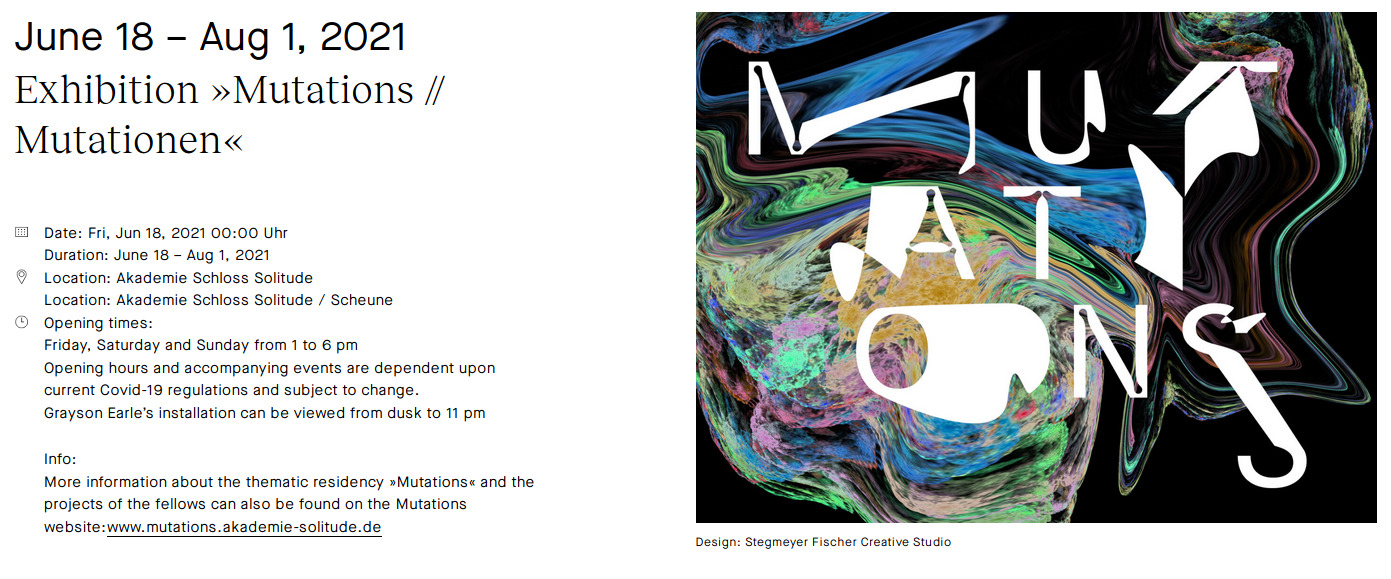 June 18 – Aug 1, 2021
Exhibition »Mutations //
Mutationen«
Date: Fri, Jun 18, 2021 00:00 Uhr
Duration: June 18 – Aug 1, 2021
Location: Akademie Schloss Solitude
Location: Akademie Schloss Solitude / Scheune
Opening times:
Friday, Saturday and Sunday from 1 to 6 pm
Opening hours and accompanying events are dependent upon
current Covid-19 regulations and subject to change.
Grayson Earle’s installation can be viewed from dusk to 11 pm
Info:
More information about the thematic residency »Mutations« and the
projects of the fellows can also be found on the Mutations
website:www.mutations.akademie-solitude.de
MUT
ATI
ONS
Design: Stegmeyer Fischer Creative Studio